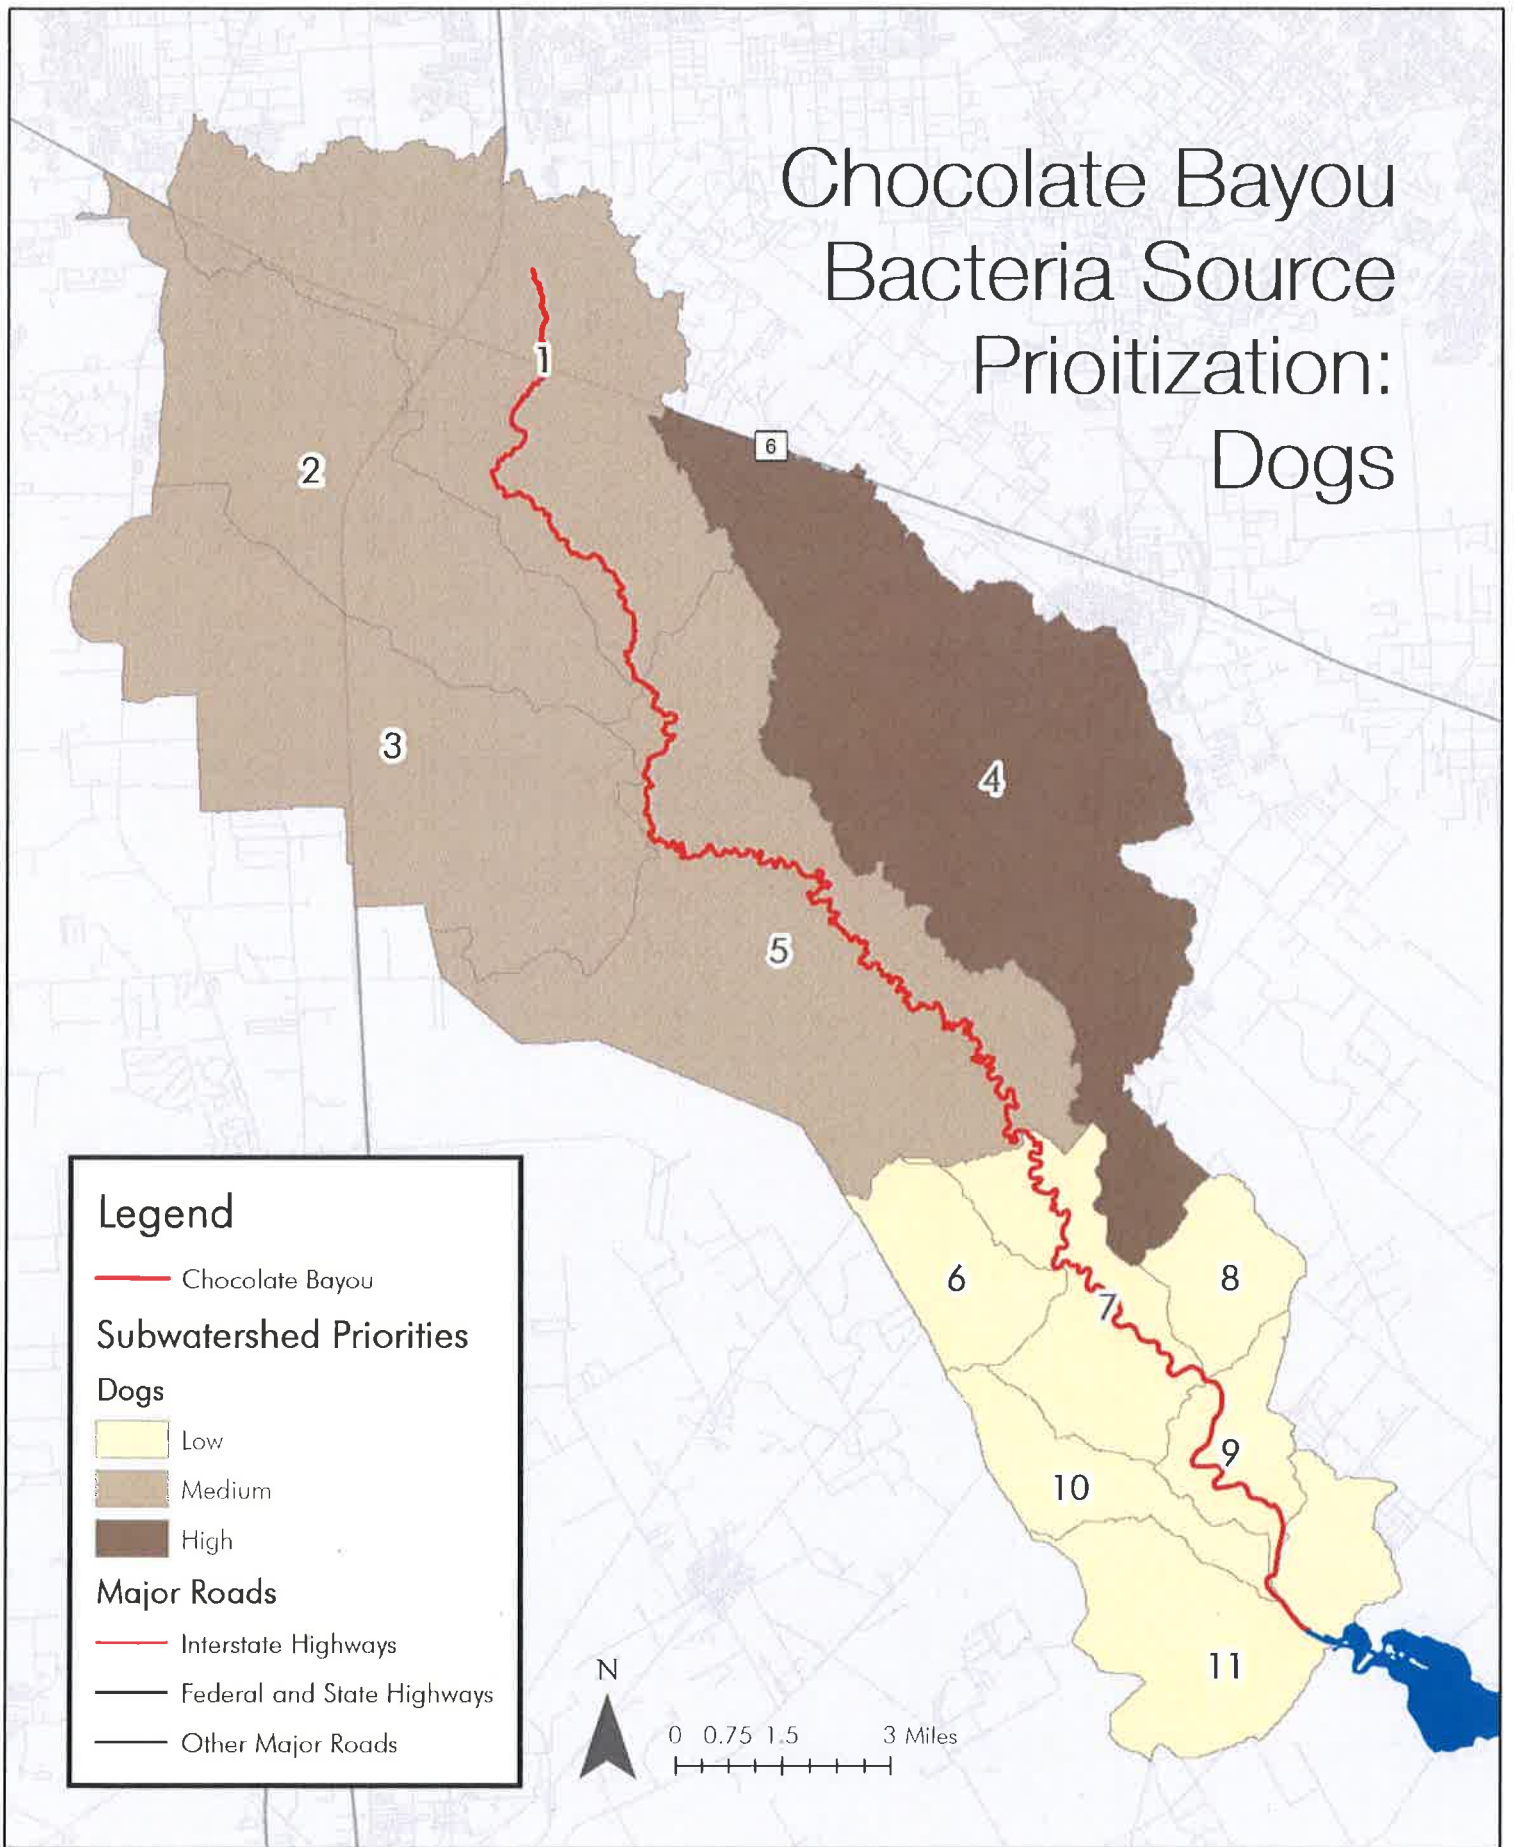 Chocolate Bayou
Bacteria Source
Prioitization:
Dogs
6
1
2
3
4
5
6
7
8
9
10
11
Legend
Chocolate Bayou
Subwatershed Priorities
Dogs
Low
Medium
High
Major Roads
Interstate Highways
Federal and State Highways
Other Major Roads
N
0 0.75 1.5 3 Miles